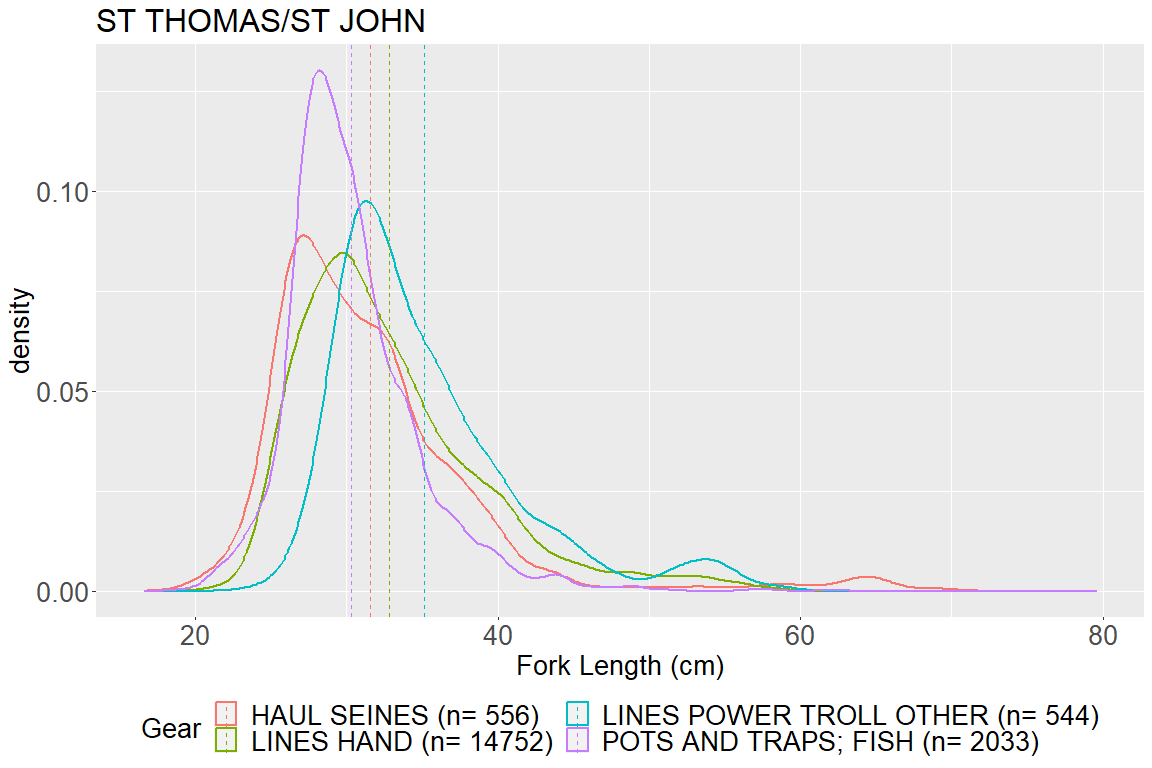 ST THOMAS/ST JOHN
density
0.10
0.05
0.00
20 40 60 80
Fork Length (cm)
Gear
HAUL SEINES (n= 556) LINES POWER TROLL OTHER (n= 544)
LINES HAND (n= 14752) POTS AND TRAPS; FISH (n= 2033)